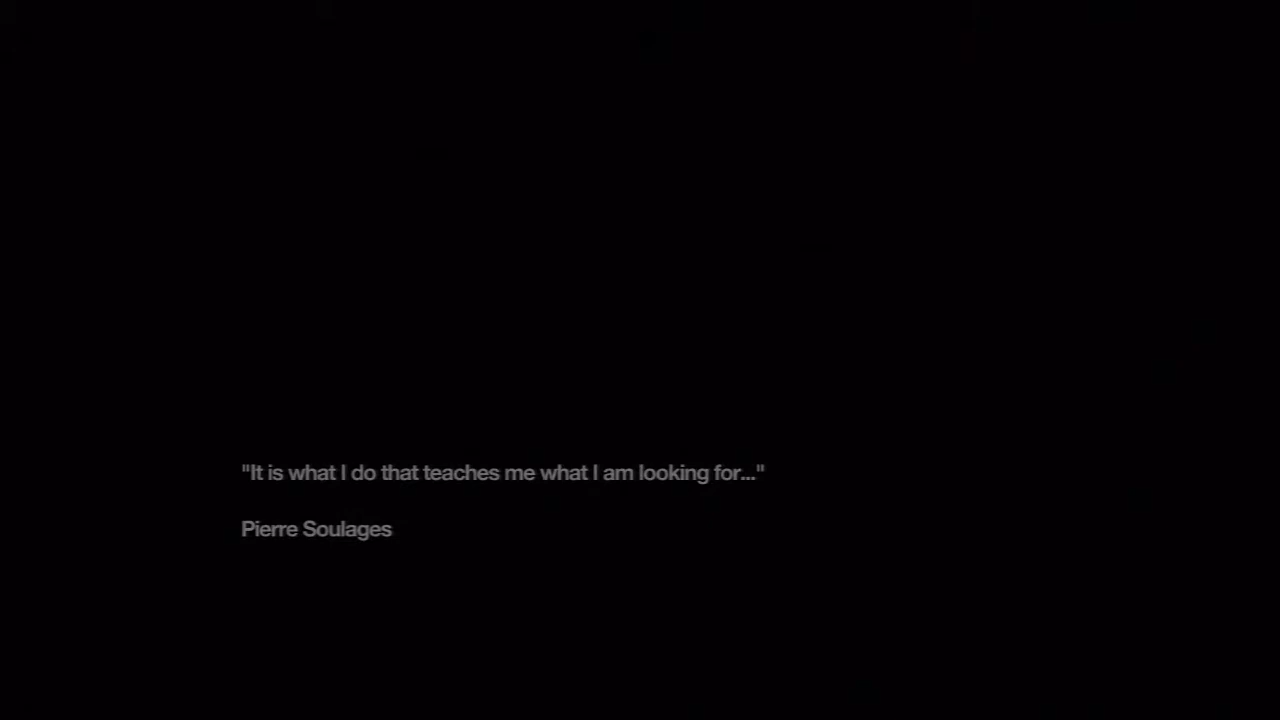 "It is what I do that teaches me what I am looking for..."
Pierre Soulages